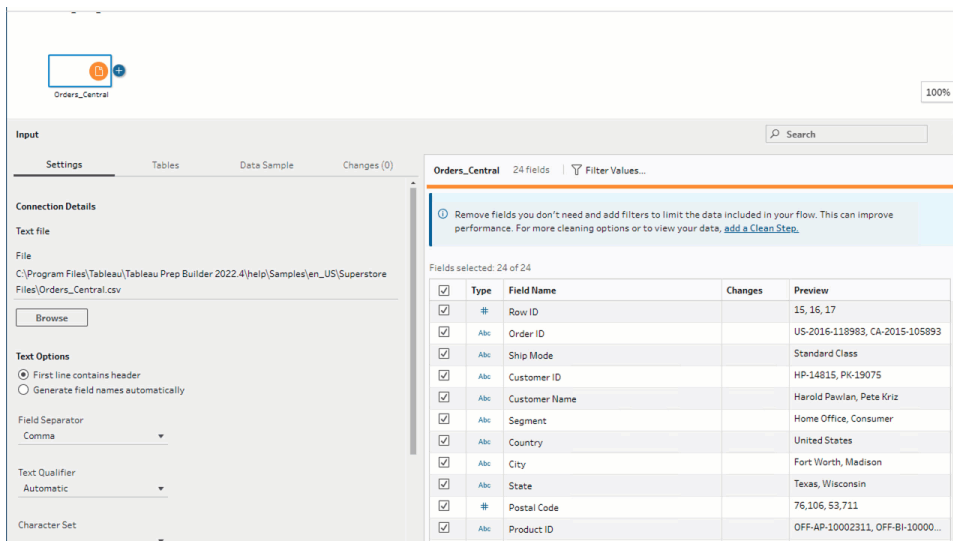 Orders_Central
100%
Input
Search
Settings Tables Data Sample Changes (0)
Orders_Central 24 fields Filter Values...
Connection Details
Text file
File
C:\Program Files\Tableau\Tableau Prep Builder 2022.4\help\Samples\en_US\Superstore
Files\Orders_Central.csv
Browse
Text Options
First line contains header
Generate field names automatically
Field Separator
Comma
Text Qualifier
Automatic
Character Set
Remove fields you don't need and add filters to limit the data included in your flow. This can improve
performance. For more cleaning options or to view your data, add a Clean Step.
Fields selected: 24 of 24
Type Field Name Changes Preview
# Row ID 15, 16, 17
Abc Order ID US-2016-118983, CA-2015-105893
Abc Ship Mode Standard Class
Abc Customer ID HP-14815, PK-19075
Abc Customer Name Harold Pawlan, Pete Kriz
Abc Segment Home Office, Consumer
Abc Country United States
Abc City Fort Worth, Madison
Abc State Texas, Wisconsin
# Postal Code 76,106, 53,711
Abc Product ID OFF-AP-10002311, OFF-BI-10000...